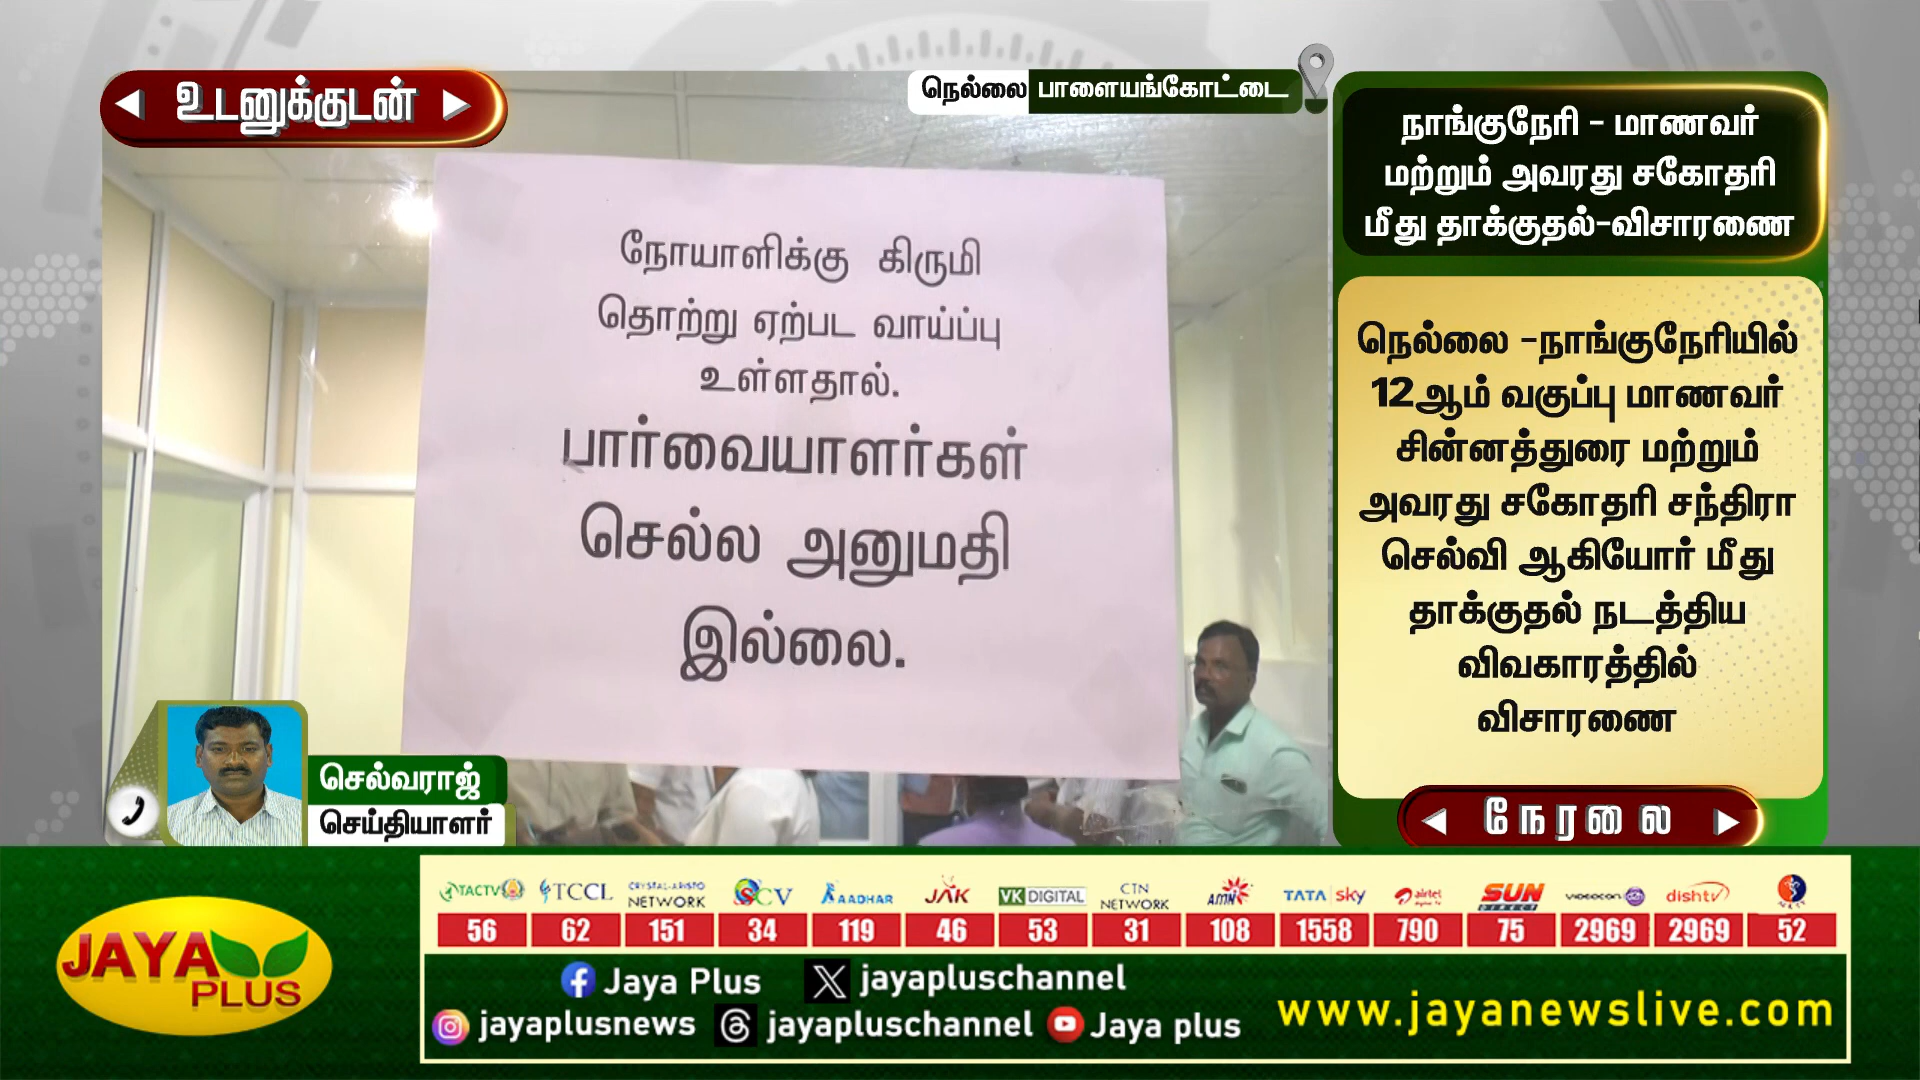 உடனுக்குடன்
நெல்லை பாளையங்கோட்டை
நாங்குநேரி - மாணவர்
மற்றும் அவரது சகோதரி
மீது தாக்குதல்-விசாரணை
நோயாளிக்கு கிருமி
தொற்று ஏற்பட வாய்ப்பு
உள்ளதால்.
பார்வையாளர்கள்
செல்ல அனுமதி
இல்லை.
நெல்லை -நாங்குநேரியில்
12ஆம் வகுப்பு மாணவர்
சின்னத்துரை மற்றும்
அவரது சகோதரி சந்திரா
செல்வி ஆகியோர் மீது
தாக்குதல் நடத்திய
விவகாரத்தில்
விசாரணை
செல்வராஜ்
செய்தியாளர்
நேரலை
TACTV TCCL CRYSTAL-ARISTO NETWORK SCV AADHAR JAK VK DIGITAL CTN NETWORK AMN TATA sky airtel SUN DIRECT VIDEOCON d2h dishtv
56 62 151 34 119 46 53 31 108 1558 790 75 2969 2969 52
JAYA PLUS
Jaya Plus jayapluschannel
jayaplusnews jayapluschannel Jaya plus
www.jayanewslive.com